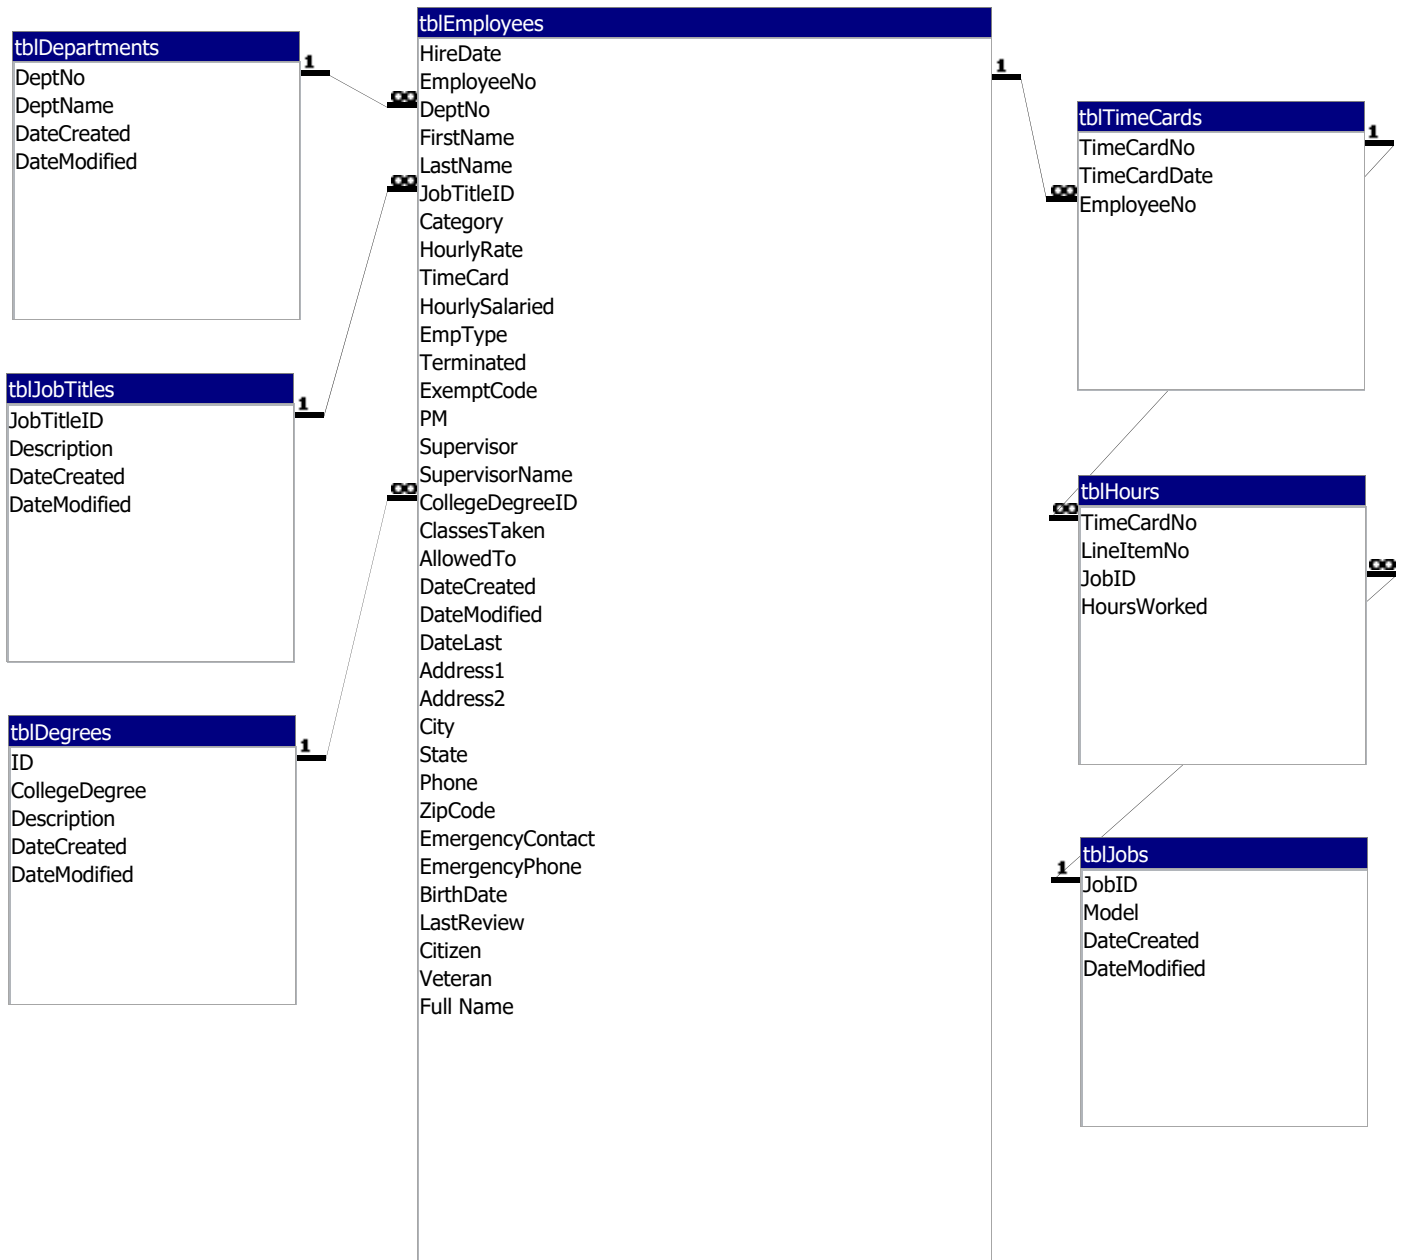 tblDepartments
DeptNo
DeptName
DateCreated
DateModified
1
∞
tblJobTitles
JobTitleID
Description
DateCreated
DateModified
1
∞
tblDegrees
ID
CollegeDegree
Description
DateCreated
DateModified
1
∞
tblEmployees
HireDate
EmployeeNo
DeptNo
FirstName
LastName
JobTitleID
Category
HourlyRate
TimeCard
HourlySalaried
EmpType
Terminated
ExemptCode
PM
Supervisor
SupervisorName
CollegeDegreeID
ClassesTaken
AllowedTo
DateCreated
DateModified
DateLast
Address1
Address2
City
State
Phone
ZipCode
EmergencyContact
EmergencyPhone
BirthDate
LastReview
Citizen
Veteran
Full Name
1
∞
tblTimeCards
TimeCardNo
TimeCardDate
EmployeeNo
1
∞
tblHours
TimeCardNo
LineItemNo
JobID
HoursWorked
∞
1
tblJobs
JobID
Model
DateCreated
DateModified